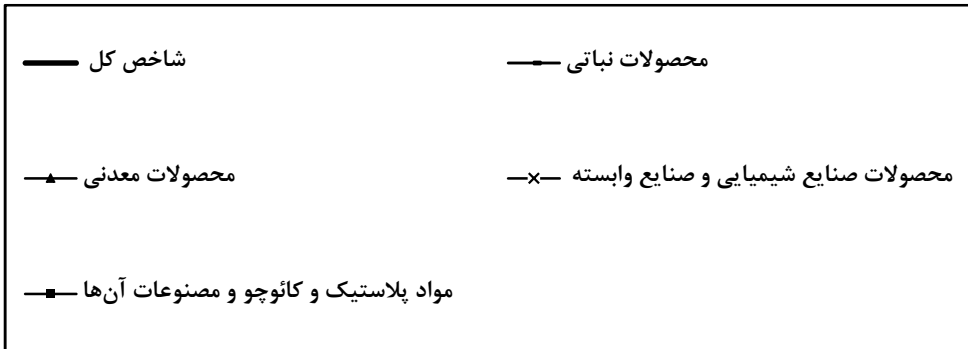 شاخص کل
محصولات نباتی
محصولات معدنی
محصولات صنایع شیمیایی و صنایع وابسته
مواد پلاستیک و کائوچو و مصنوعات آن‌ها